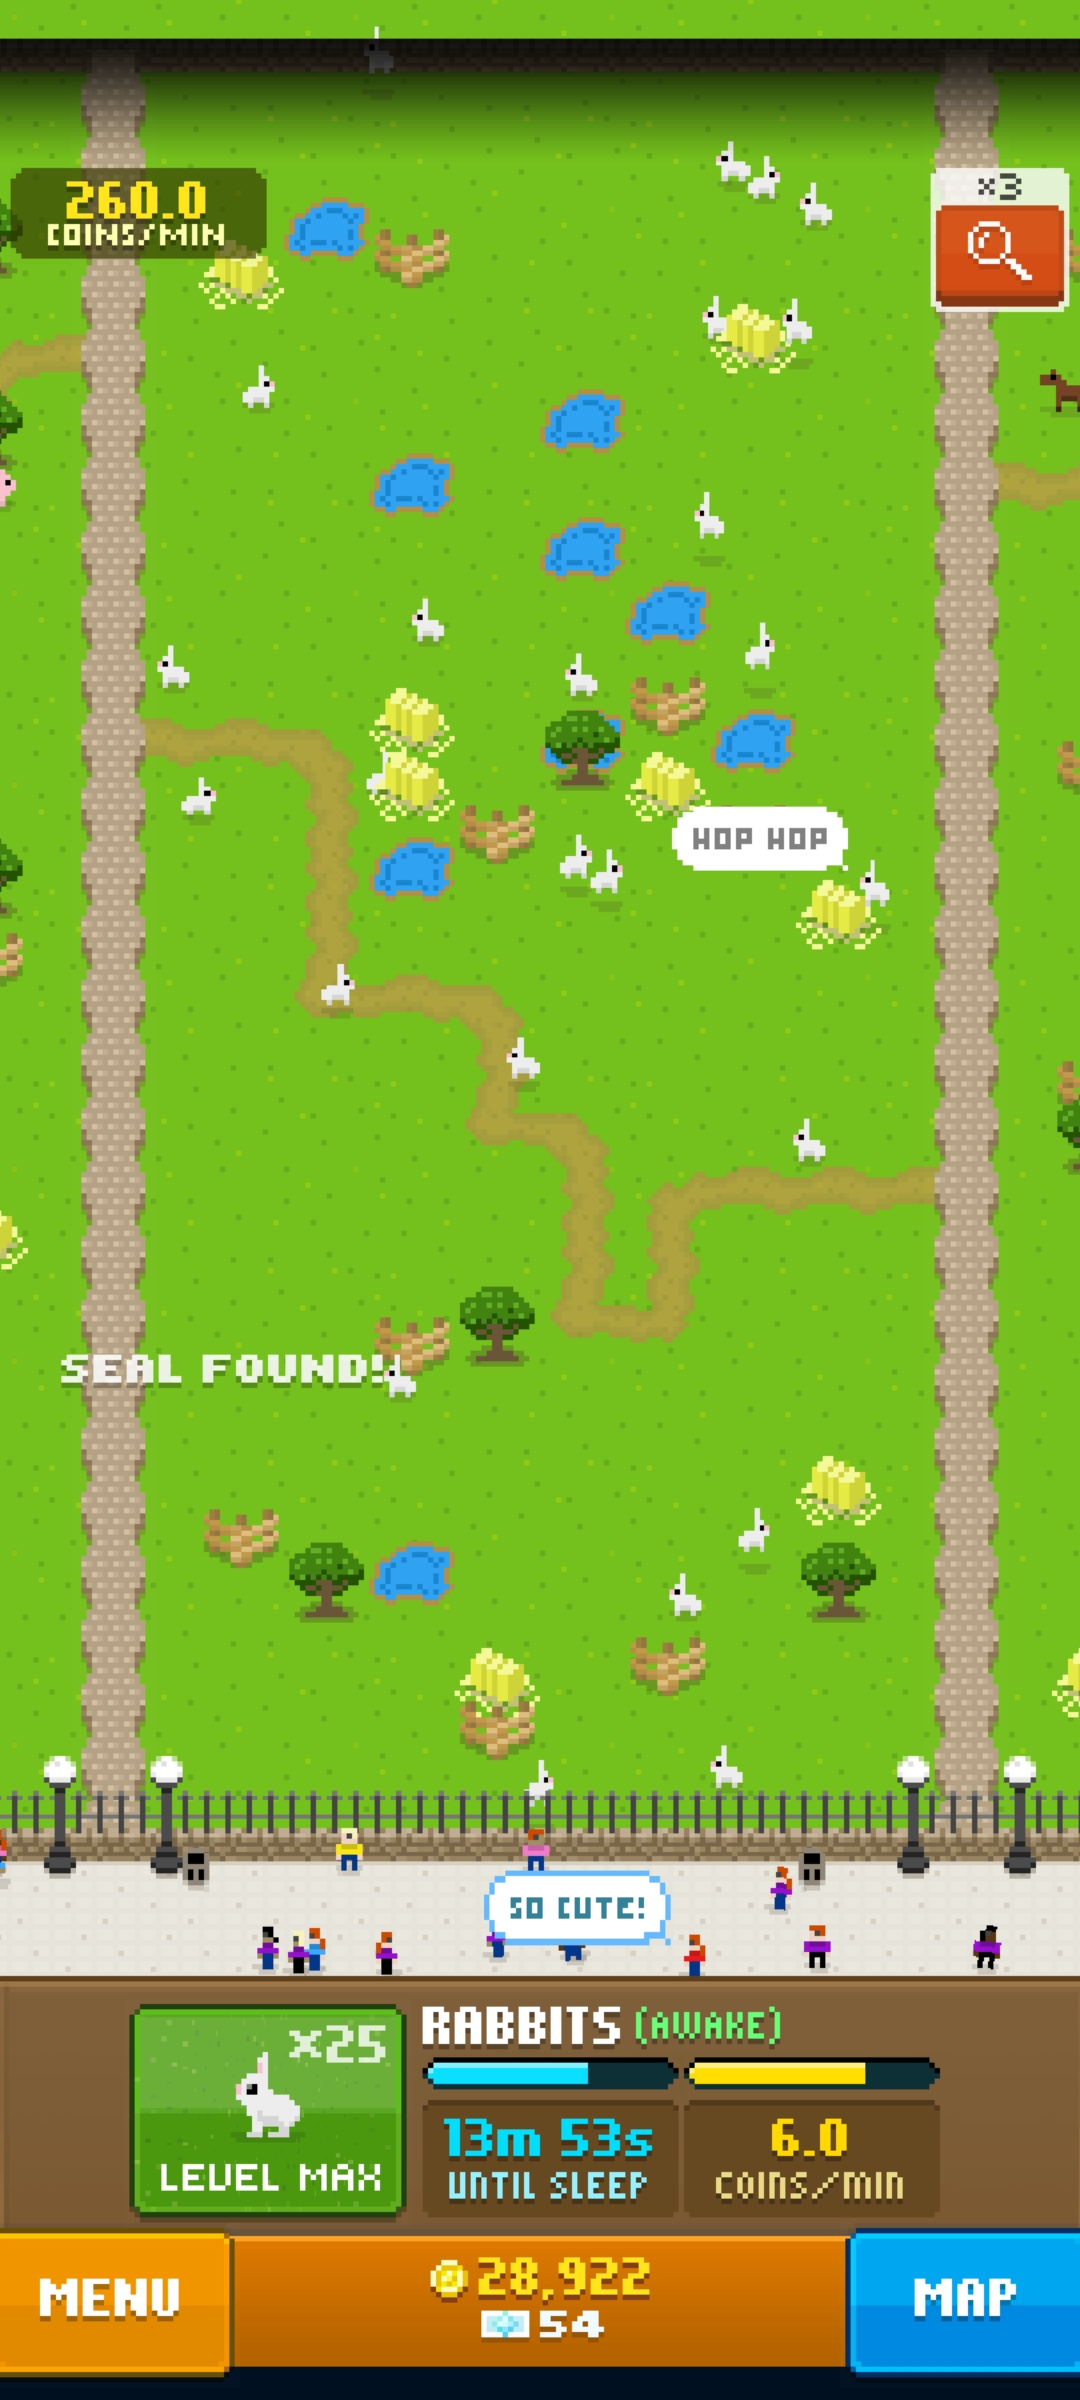 260.0
COINS/MIN
x3
HOP HOP
SEAL FOUND!
SO CUTE!
x25
LEVEL MAX
RABBITS (AWAKE)
13m 53s
UNTIL SLEEP
6.0
COINS/MIN
MENU
28,922
54
MAP